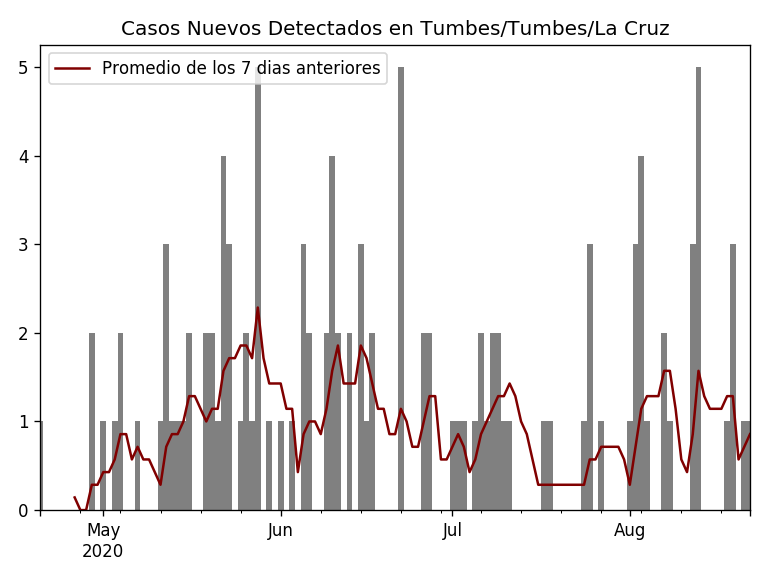 Casos Nuevos Detectados en Tumbes/Tumbes/La Cruz
Promedio de los 7 dias anteriores
5
4
3
2
1
0
May Jun Jul Aug
2020